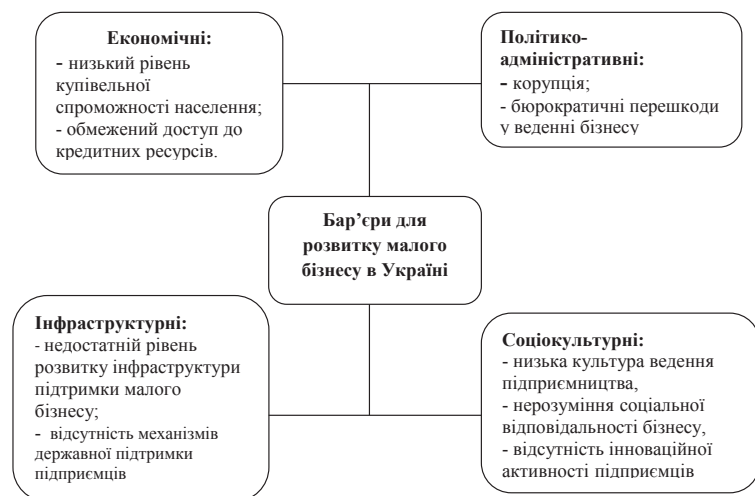 Економічні:
- низький рівень
купівельної
спроможності населення;
- обмежений доступ до
кредитних ресурсів.
Політико-
адміністративні:
- корупція;
- бюрократичні перешкоди
у веденні бізнесу
Бар’єри для
розвитку малого
бізнесу в Україні
Інфраструктурні:
- недостатній рівень
розвитку інфраструктури
підтримки малого
бізнесу;
- відсутність механізмів
державної підтримки
підприємців
Соціокультурні:
- низька культура ведення
підприємництва,
- нерозуміння соціальної
відповідальності бізнесу,
- відсутність інноваційної
активності підприємців